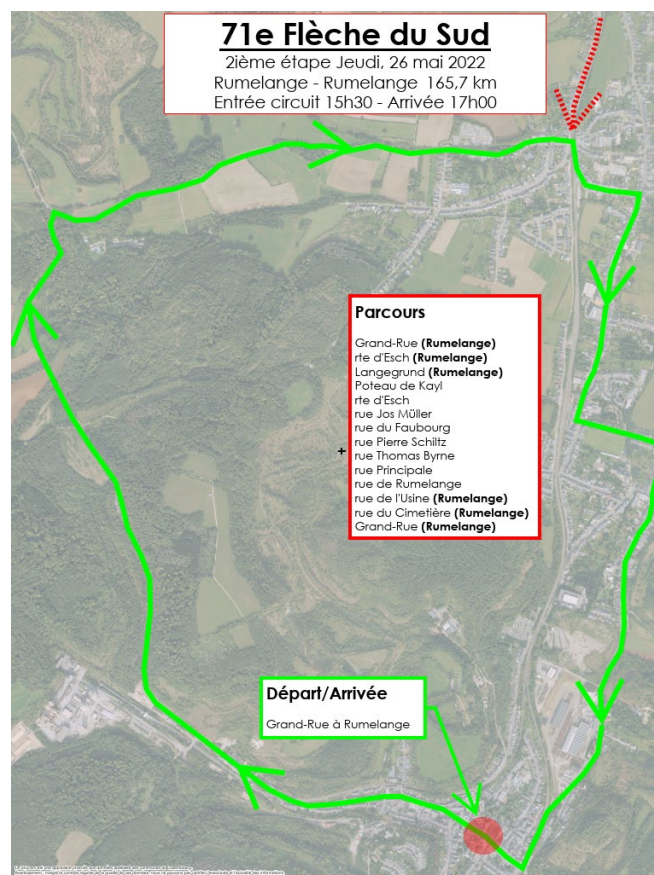 71e Flèche du Sud
2ième étape Jeudi, 26 mai 2022
Rumelange - Rumelange 165,7 km
Entrée circuit 15h30 - Arrivée 17h00
Parcours
Grand-Rue (Rumelange)
rte d'Esch (Rumelange)
Langegrund (Rumelange)
Poteau de Kayl
rte d'Esch
rue Jos Müller
rue du Faubourg
rue Pierre Schiltz
rue Thomas Byrne
rue Principale
rue de Rumelange
rue de l'Usine (Rumelange)
rue du Cimetière (Rumelange)
Grand-Rue (Rumelange)
Départ/Arrivée
Grand-Rue à Rumelange